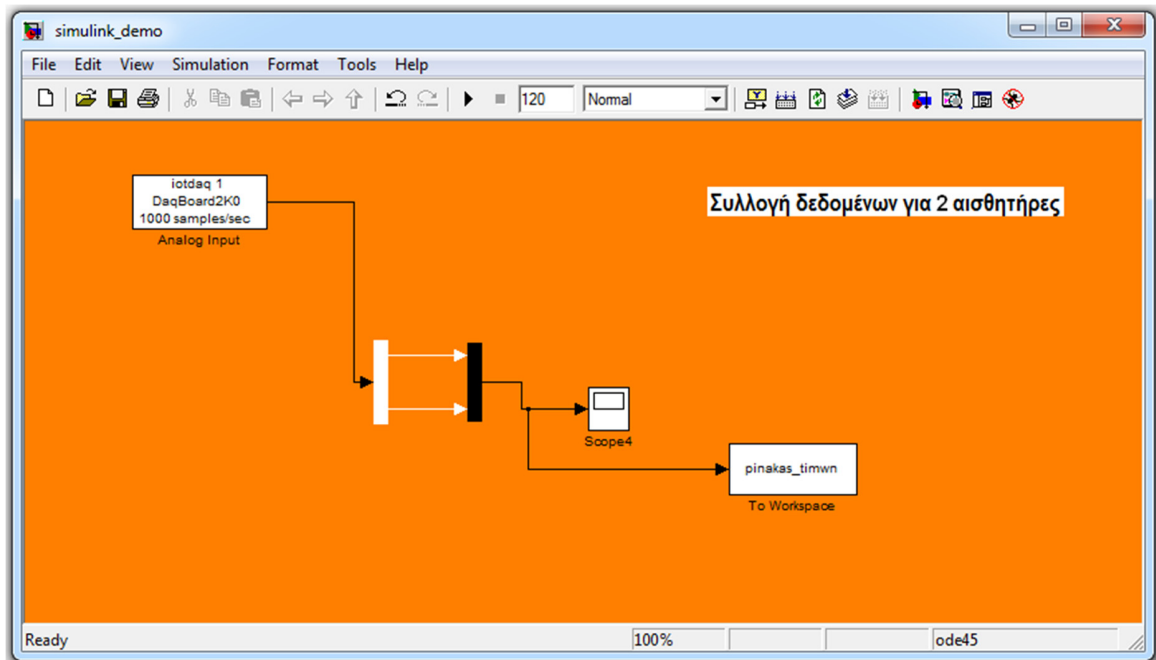 simulink_demo
File Edit View Simulation Format Tools Help
120 Normal
iotdaq 1
DaqBoard2K0
1000 samples/sec
Analog Input
Συλλογή δεδομένων για 2 αισθητήρες
Scope4
pinakas_timwn
To Workspace
Ready 100% ode45